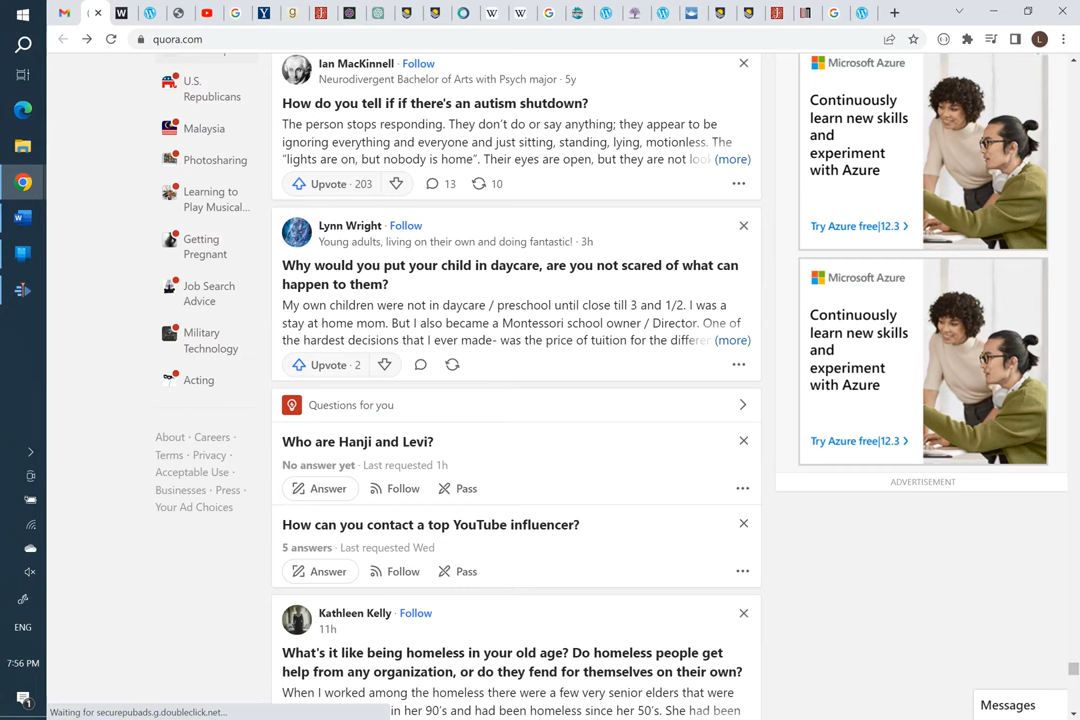 quora.com
L
U.S.
Republicans
Malaysia
Photosharing
Learning to
Play Musical...
Getting
Pregnant
Job Search
Advice
Military
Technology
Acting
About · Careers ·
Terms · Privacy ·
Acceptable Use ·
Businesses · Press ·
Your Ad Choices
Ian MacKinnell · Follow
Neurodivergent Bachelor of Arts with Psych major · 5y
How do you tell if if there's an autism shutdown?
The person stops responding. They don't do or say anything; they appear to be
ignoring everything and everyone and just sitting, standing, lying, motionless. The
"lights are on, but nobody is home". Their eyes are open, but they are not (more)
Upvote · 203 13 10
Lynn Wright · Follow
Young adults, living on their own and doing fantastic! · 3h
Why would you put your child in daycare, are you not scared of what can
happen to them?
My own children were not in daycare / preschool until close till 3 and 1/2. I was a
stay at home mom. But I also became a Montessori school owner / Director. One of
the hardest decisions that I ever made- was the price of tuition for the (more)
Upvote · 2
Questions for you
Who are Hanji and Levi?
No answer yet · Last requested 1h
Answer Follow Pass
How can you contact a top YouTube influencer?
5 answers · Last requested Wed
Answer Follow Pass
Kathleen Kelly · Follow
11h
What's it like being homeless in your old age? Do homeless people get
help from any organization, or do they fend for themselves on their own?
When I worked among the homeless there were a few very senior elders that were
in her 90's and had been homeless since her 50's. She had been
Microsoft Azure
Continuously
learn new skills
and
experiment
with Azure
Try Azure free|12.3 >
Microsoft Azure
Continuously
learn new skills
and
experiment
with Azure
Try Azure free|12.3 >
ADVERTISEMENT
Messages
ENG
7:56 PM
1
Waiting for securepubads.g.doubleclick.net...